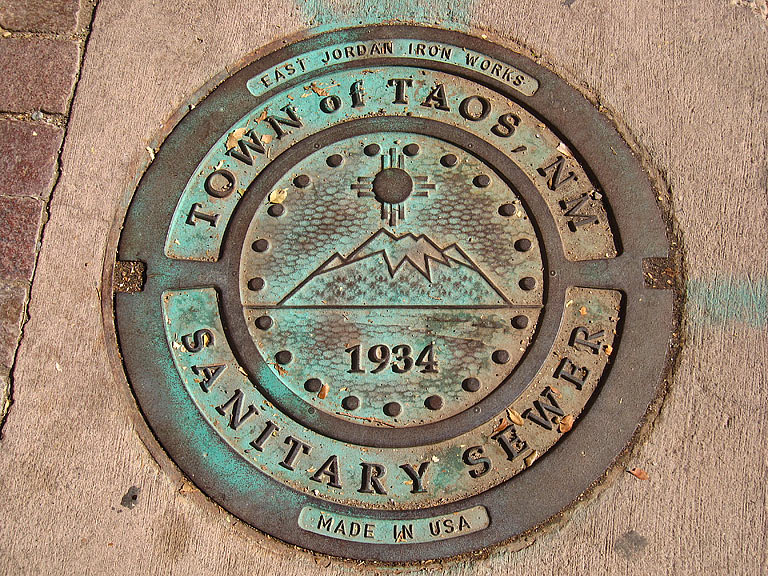 EAST JORDAN IRON WORKS
TOWN of TAOS, NM
1934
SANITARY SEWER
MADE IN USA